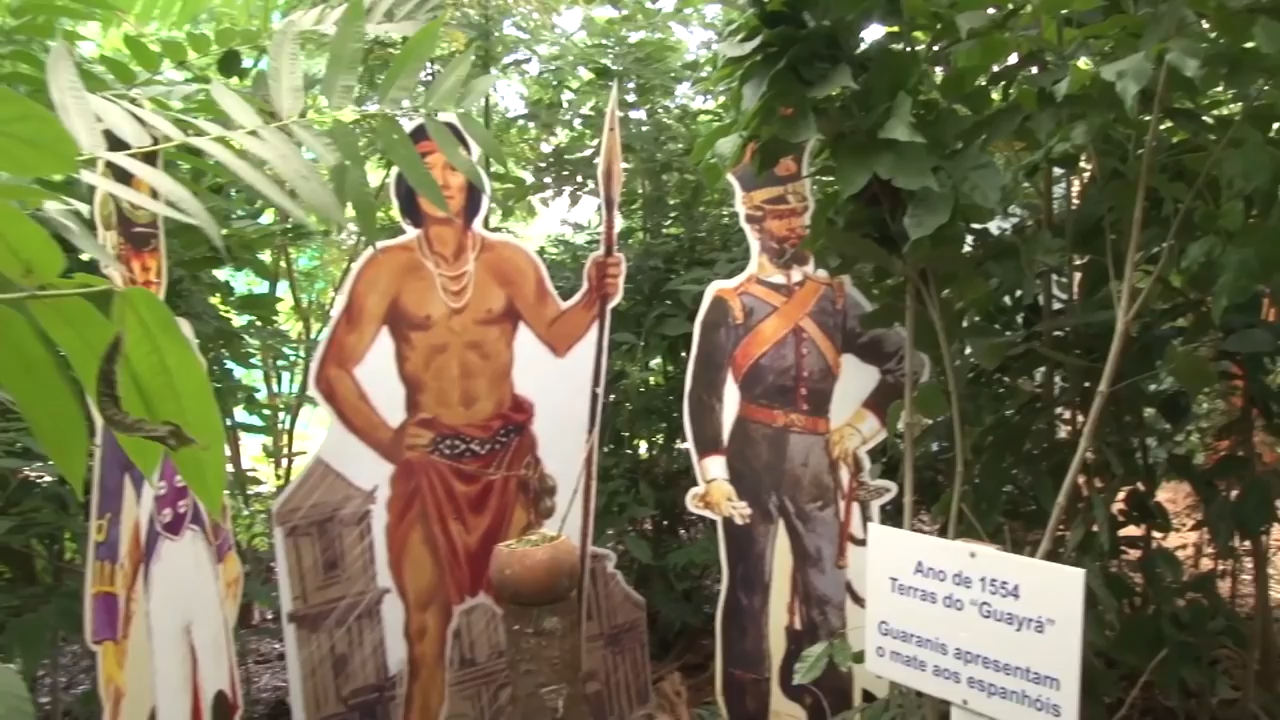 Ano de 1554
Terras do “Guayrá”
Guaranis apresentam
o mate aos espanhóis